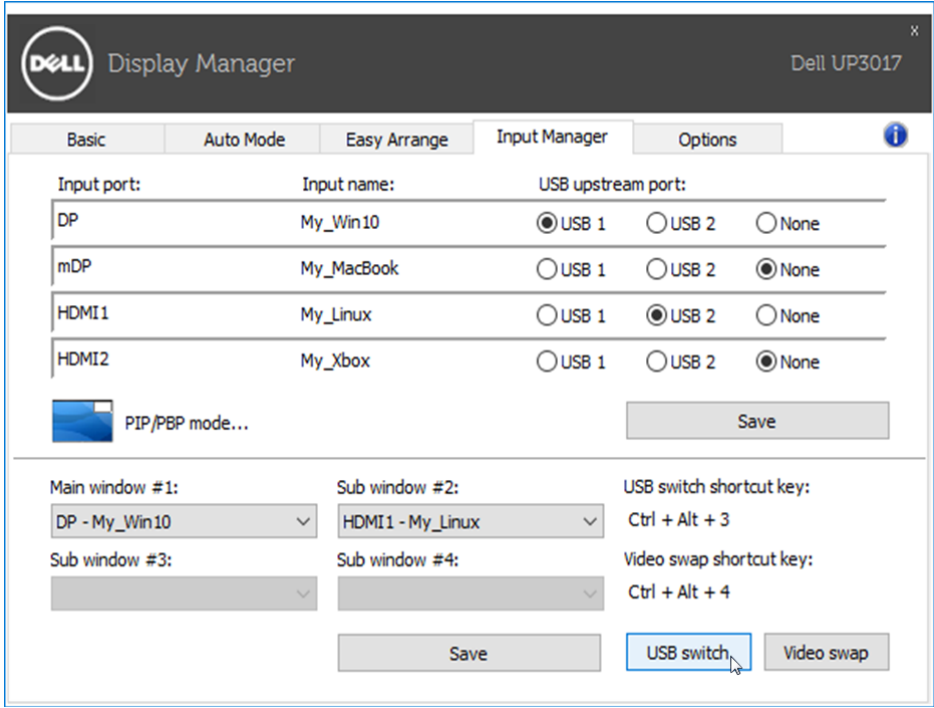 x
DELL Display Manager Dell UP3017
Basic Auto Mode Easy Arrange Input Manager Options i
Input port: Input name: USB upstream port:
DP My_Win10 USB 1 USB 2 None
mDP My_MacBook USB 1 USB 2 None
HDMI1 My_Linux USB 1 USB 2 None
HDMI2 My_Xbox USB 1 USB 2 None
PIP/PBP mode... Save
Main window #1: Sub window #2: USB switch shortcut key:
DP - My_Win10 HDMI1 - My_Linux Ctrl + Alt + 3
Sub window #3: Sub window #4: Video swap shortcut key:
Ctrl + Alt + 4
Save USB switch Video swap